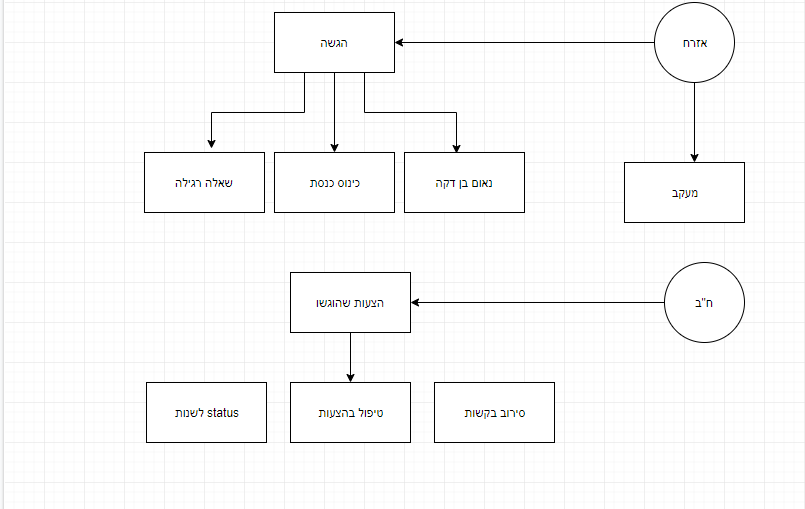 אזרח
הגשה
נאום בן דקה
כינוס כנסת
שאלה רגילה
מעקב
ח"ב
הצעות שהוגשו
סירוב בקשות
טיפול בהצעות
לשנות status